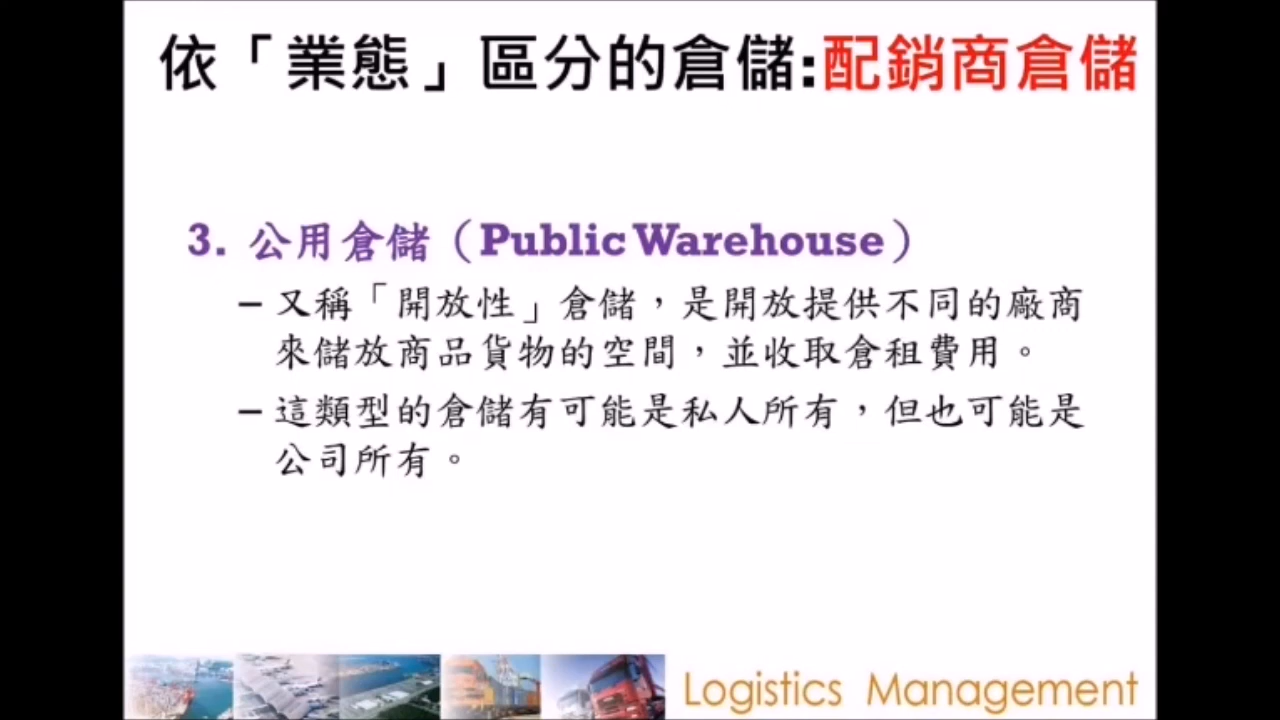 依「業態」區分的倉儲:配銷商倉儲
3. 公用倉儲（Public Warehouse）
– 又稱「開放性」倉儲，是開放提供不同的廠商
來儲放商品貨物的空間，並收取倉租費用。
– 這類型的倉儲有可能是私人所有，但也可能是
公司所有。
Logistics Management